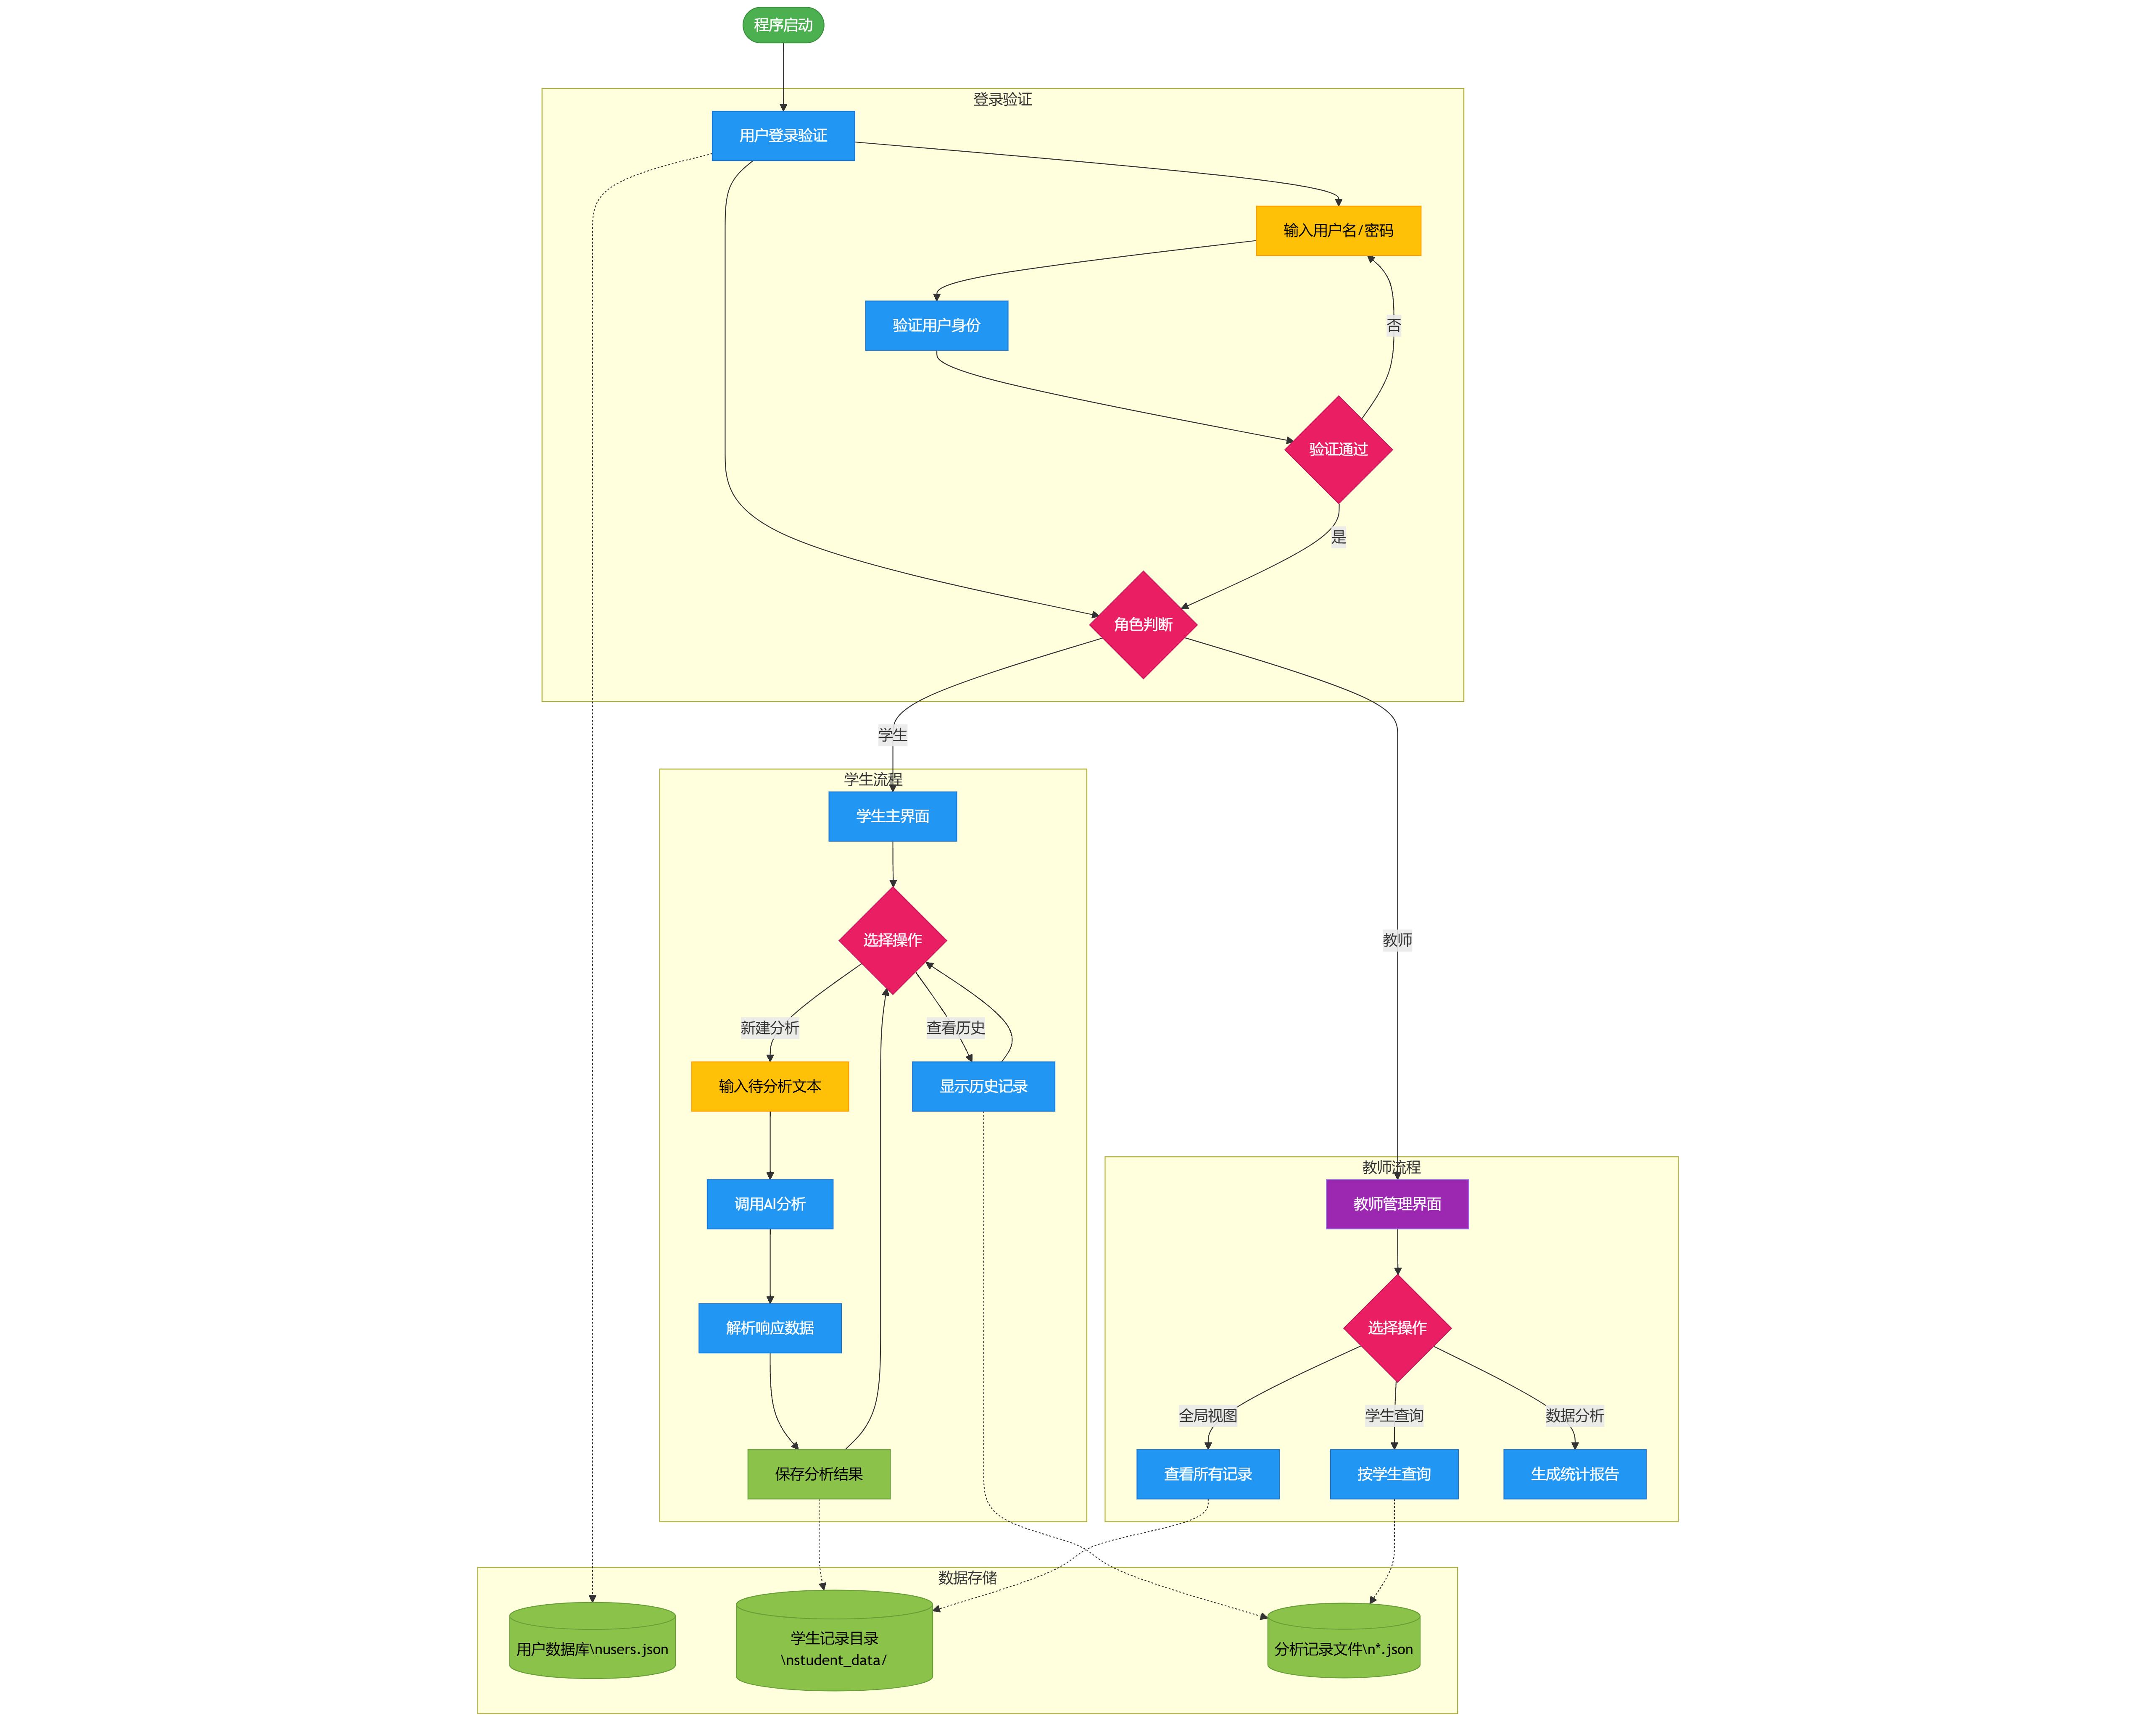 程序启动
登录验证
用户登录验证
输入用户名/密码
验证用户身份
否
验证通过
是
角色判断
学生
学生流程
学生主界面
选择操作
教师
新建分析
查看历史
输入待分析文本
显示历史记录
教师流程
调用AI分析
教师管理界面
解析响应数据
选择操作
全局视图
学生查询
数据分析
保存分析结果
查看所有记录
按学生查询
生成统计报告
数据存储
用户数据库\nusers.json
学生记录目录
\nstudent_data/
分析记录文件\n*.json